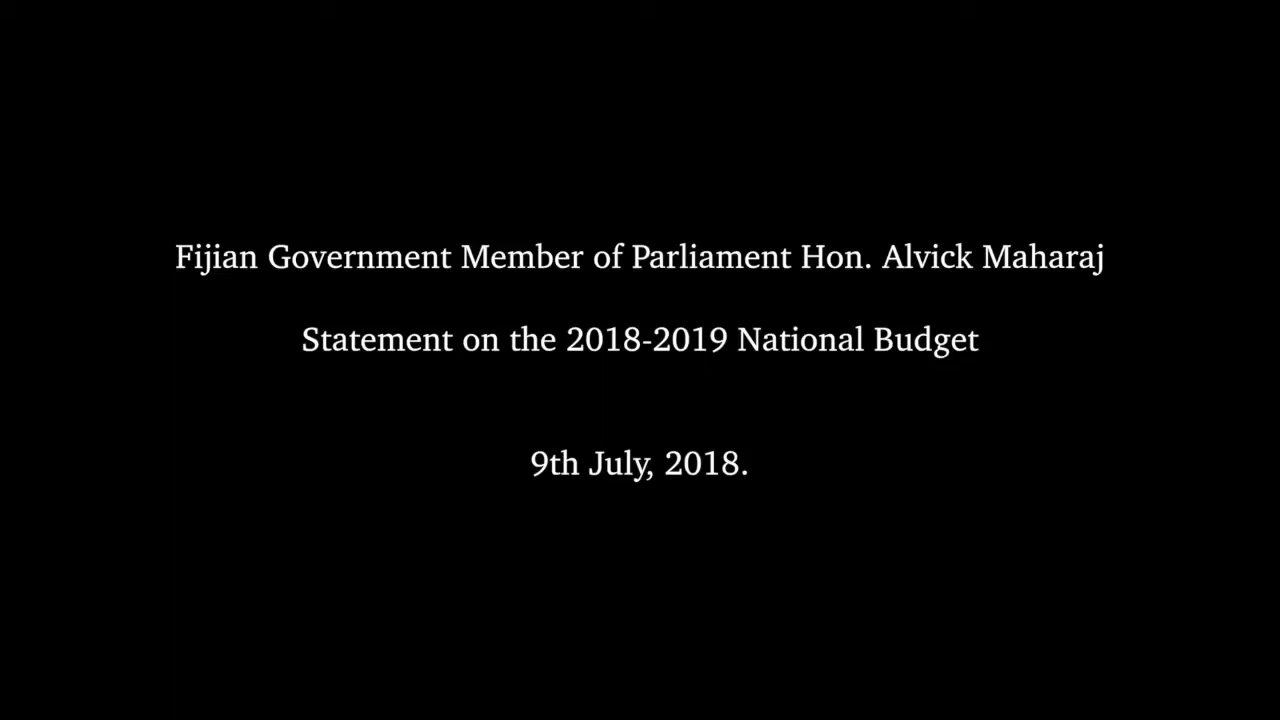 Fijian Government Member of Parliament Hon. Alvick Maharaj
Statement on the 2018-2019 National Budget
9th July, 2018.